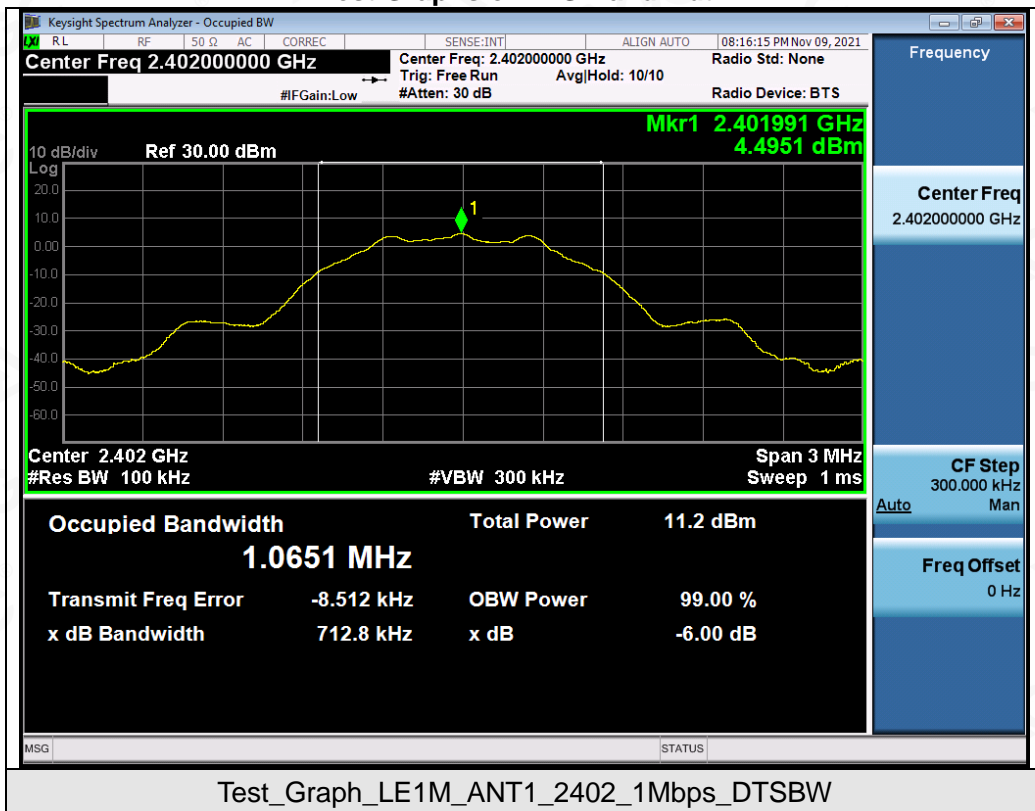 Keysight Spectrum Analyzer - Occupied BW
LXI RL RF 50 Ω AC CORREC SENSE:INT ALIGN AUTO 08:16:15 PM Nov 09, 2021
Center Freq 2.402000000 GHz
Center Freq: 2.402000000 GHz
Radio Std: None
Trig: Free Run Avg|Hold: 10/10
#IFGain:Low
#Atten: 30 dB
Radio Device: BTS
Frequency
Mkr1 2.401991 GHz
4.4951 dBm
10 dB/div Ref 30.00 dBm
Log
20.0
10.0
0.00
-10.0
-20.0
-30.0
-40.0
-50.0
-60.0
1
Center 2.402 GHz Span 3 MHz
#Res BW 100 kHz #VBW 300 kHz Sweep 1 ms
Center Freq
2.402000000 GHz
CF Step
300.000 kHz
Auto Man
Freq Offset
0 Hz
Occupied Bandwidth Total Power 11.2 dBm
1.0651 MHz
Transmit Freq Error -8.512 kHz OBW Power 99.00 %
x dB Bandwidth 712.8 kHz x dB -6.00 dB
MSG STATUS
Test_Graph_LE1M_ANT1_2402_1Mbps_DTSBW